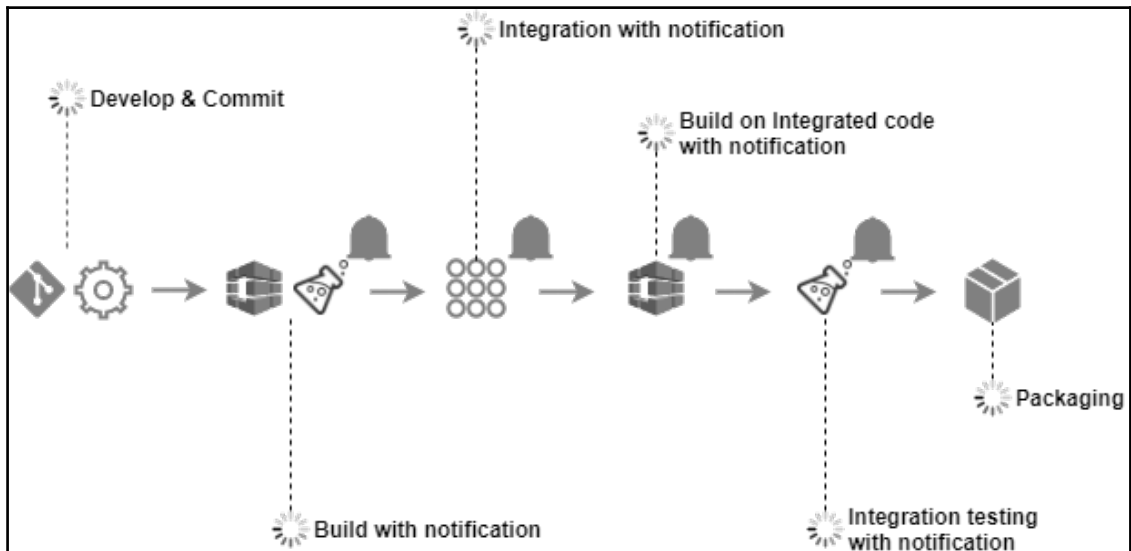 Integration with notification
Develop & Commit
Build on Integrated code
with notification
Packaging
Build with notification
Integration testing
with notification